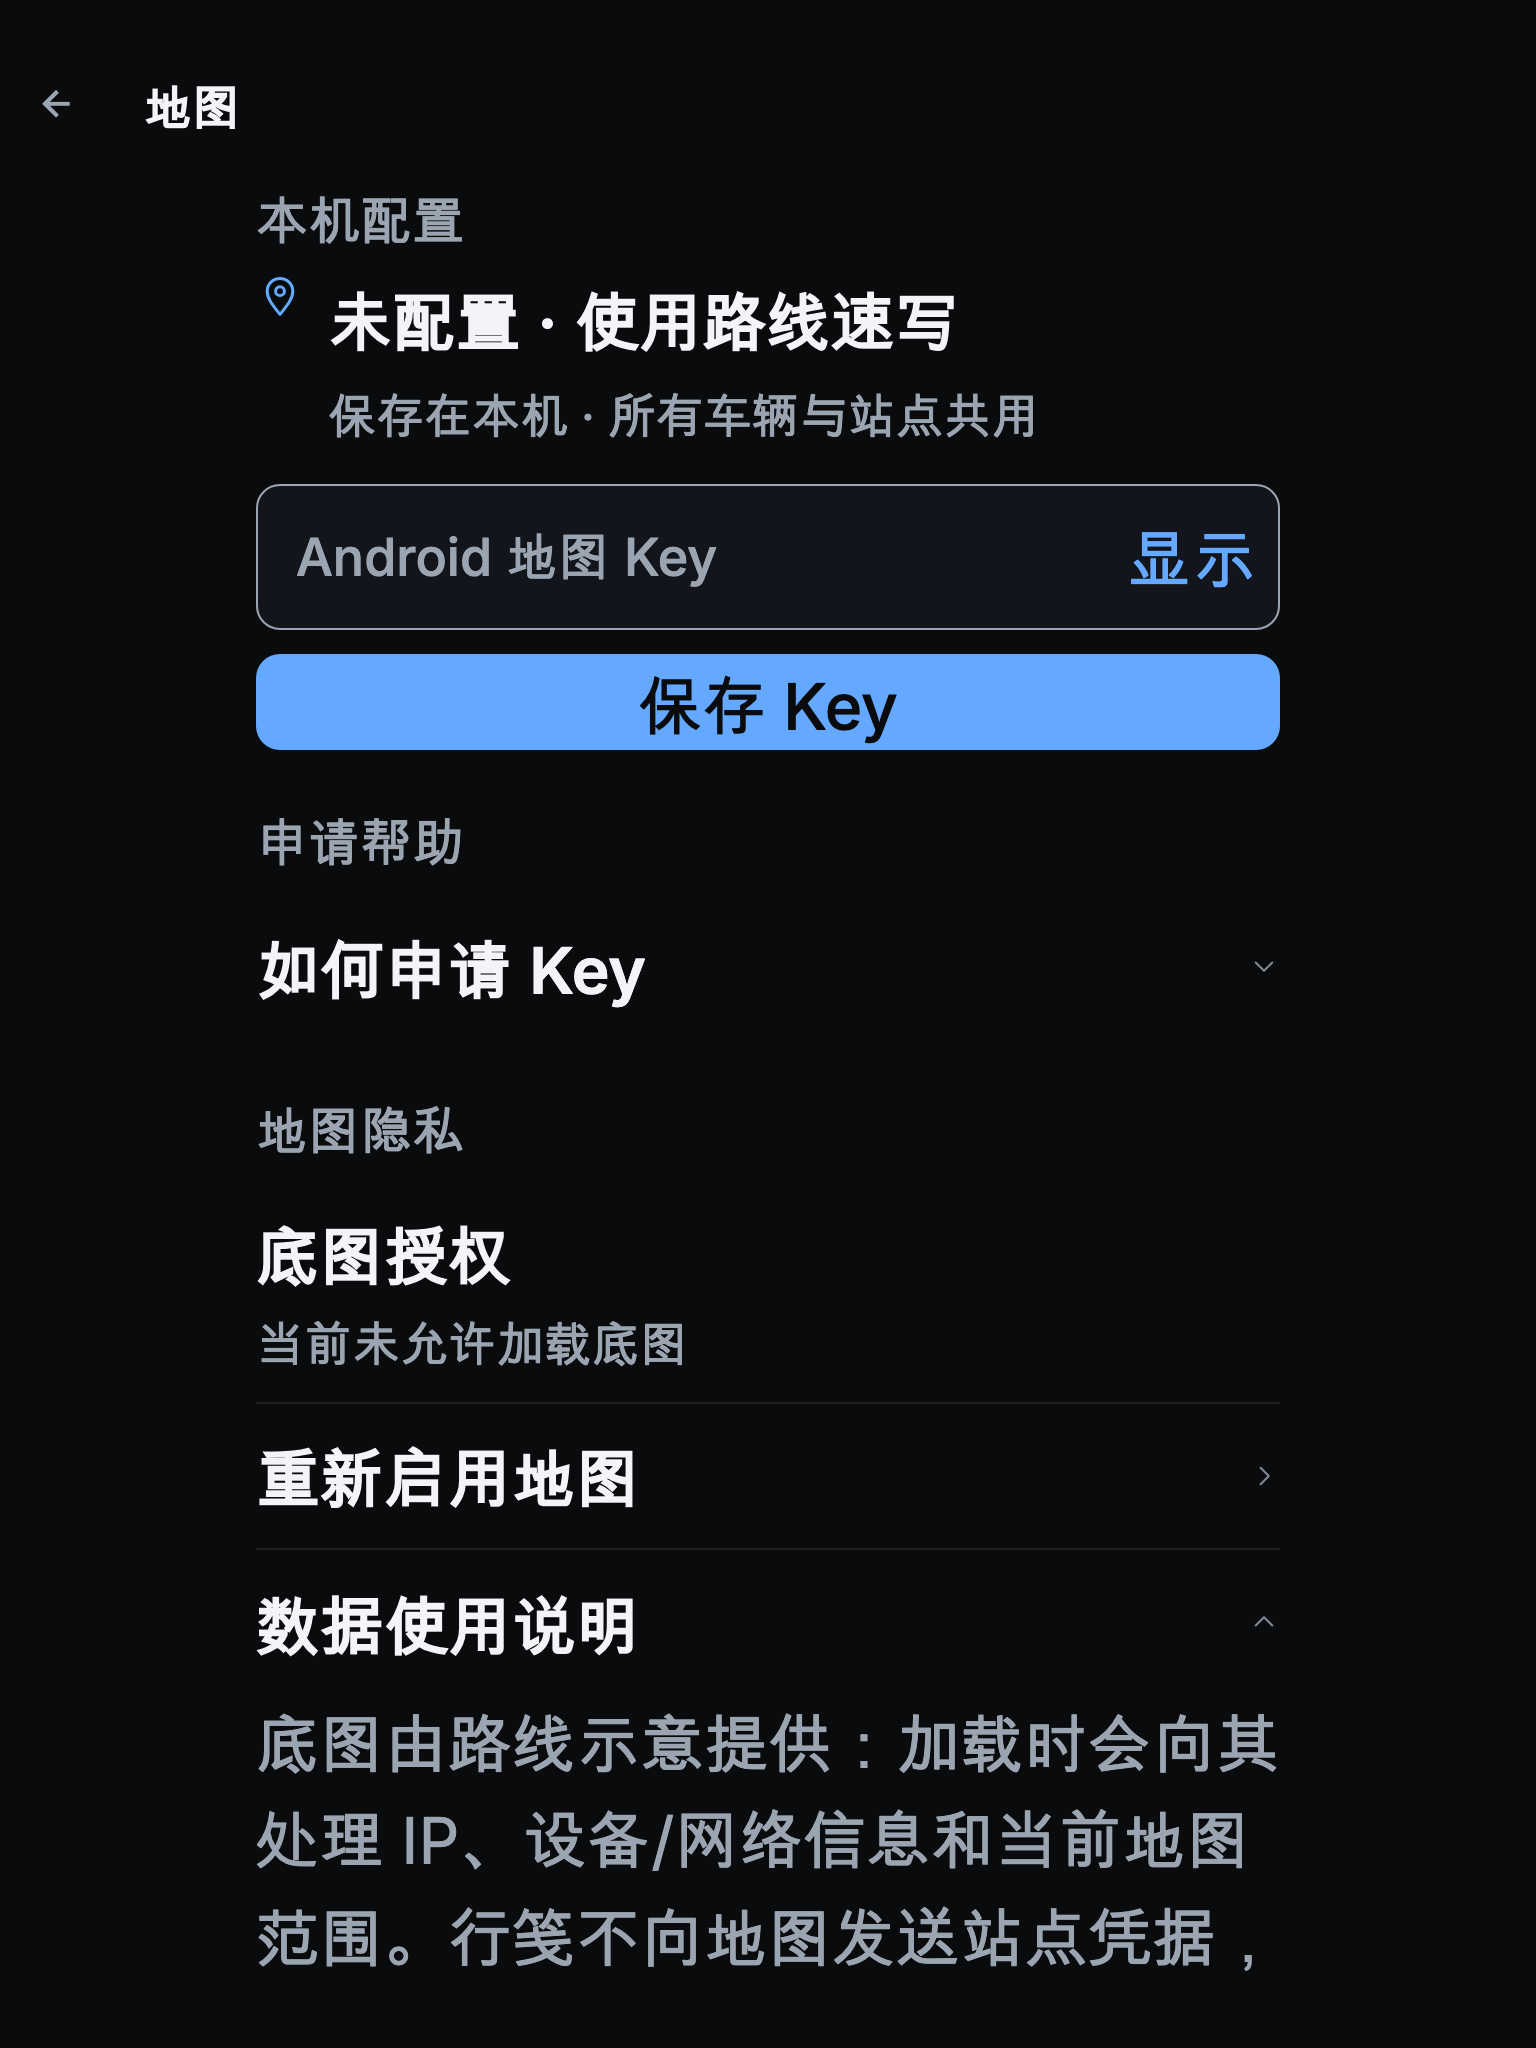 地图
本机配置
未配置 · 使用路线速写
保存在本机 · 所有车辆与站点共用
Android 地图 Key
显示
保存 Key
申请帮助
如何申请 Key
地图隐私
底图授权
当前未允许加载底图
重新启用地图
数据使用说明
底图由路线示意提供：加载时会向其
处理 IP、设备/网络信息和当前地图
范围。行笺不向地图发送站点凭据，